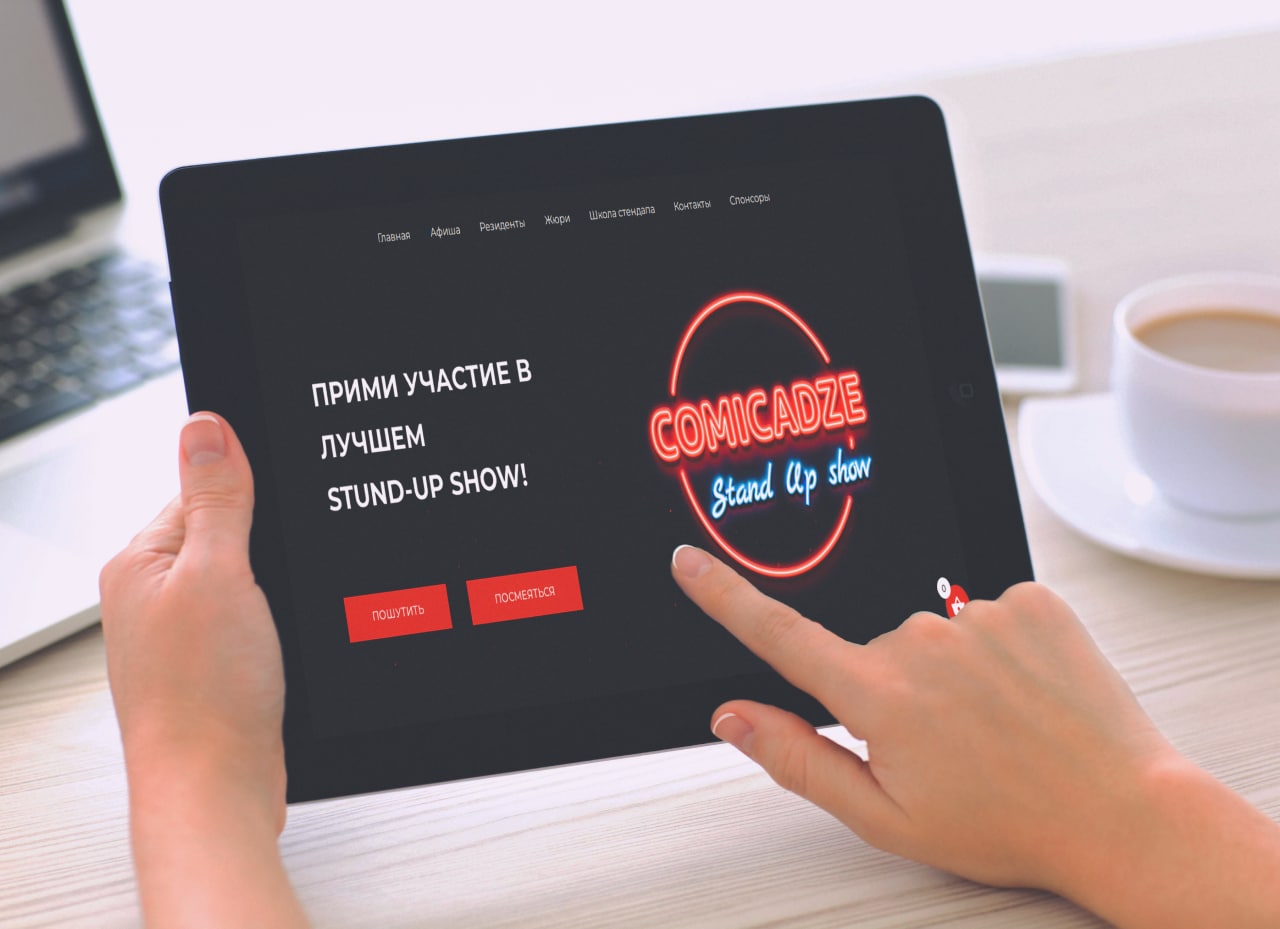 Главная Афиша Резиденты Жюри Школа стендапа Контакты Спонсоры
ПРИМИ УЧАСТИЕ В
ЛУЧШЕМ
STUND-UP SHOW!
ПОШУТИТЬ ПОСМЕЯТЬСЯ
COMICADZE
Stand Up show
0